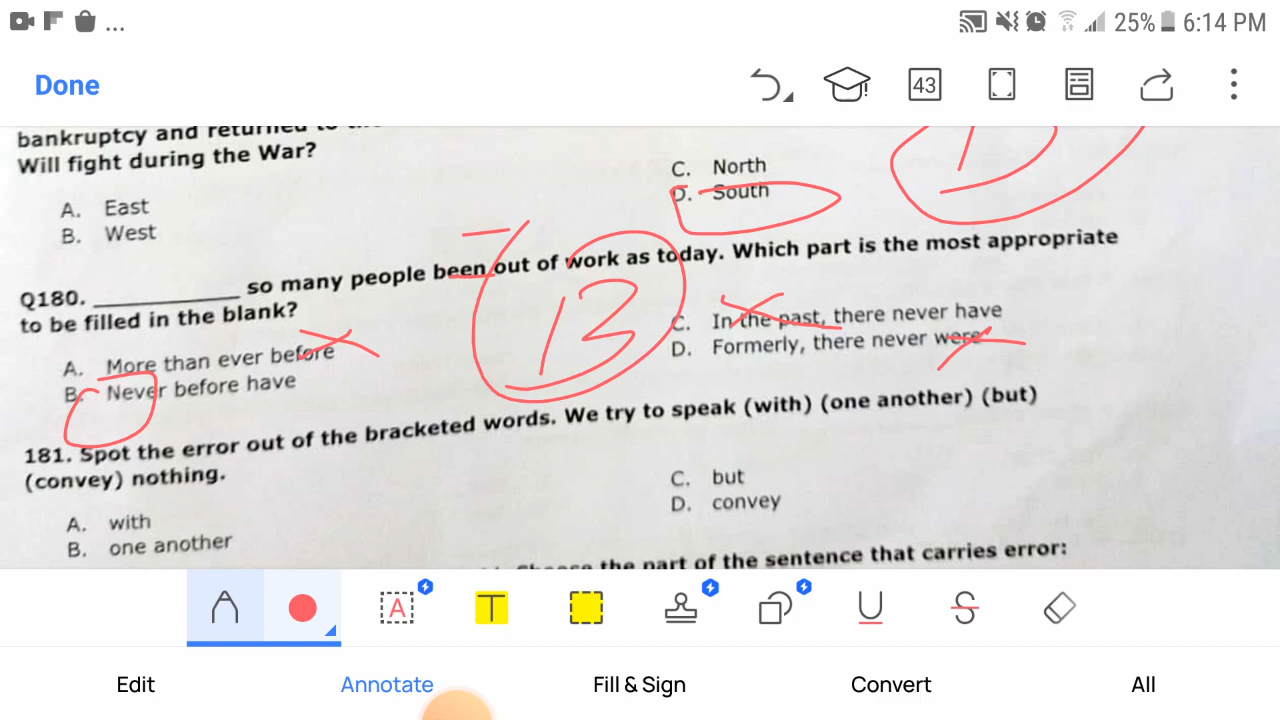 25% 6:14 PM
Done
43
bankruptcy and returned to
Will fight during the War?
A. East
B. West
C. North
D. South
Q180. __________ so many people been out of work as today. Which part is the most appropriate
to be filled in the blank?
A. More than ever before
B. Never before have
C. In the past, there never have
D. Formerly, there never were
B
181. Spot the error out of the bracketed words. We try to speak (with) (one another) (but)
(convey) nothing.
A. with
B. one another
C. but
D. convey
the part of the sentence that carries error:
Edit
Annotate
Fill & Sign
Convert
All